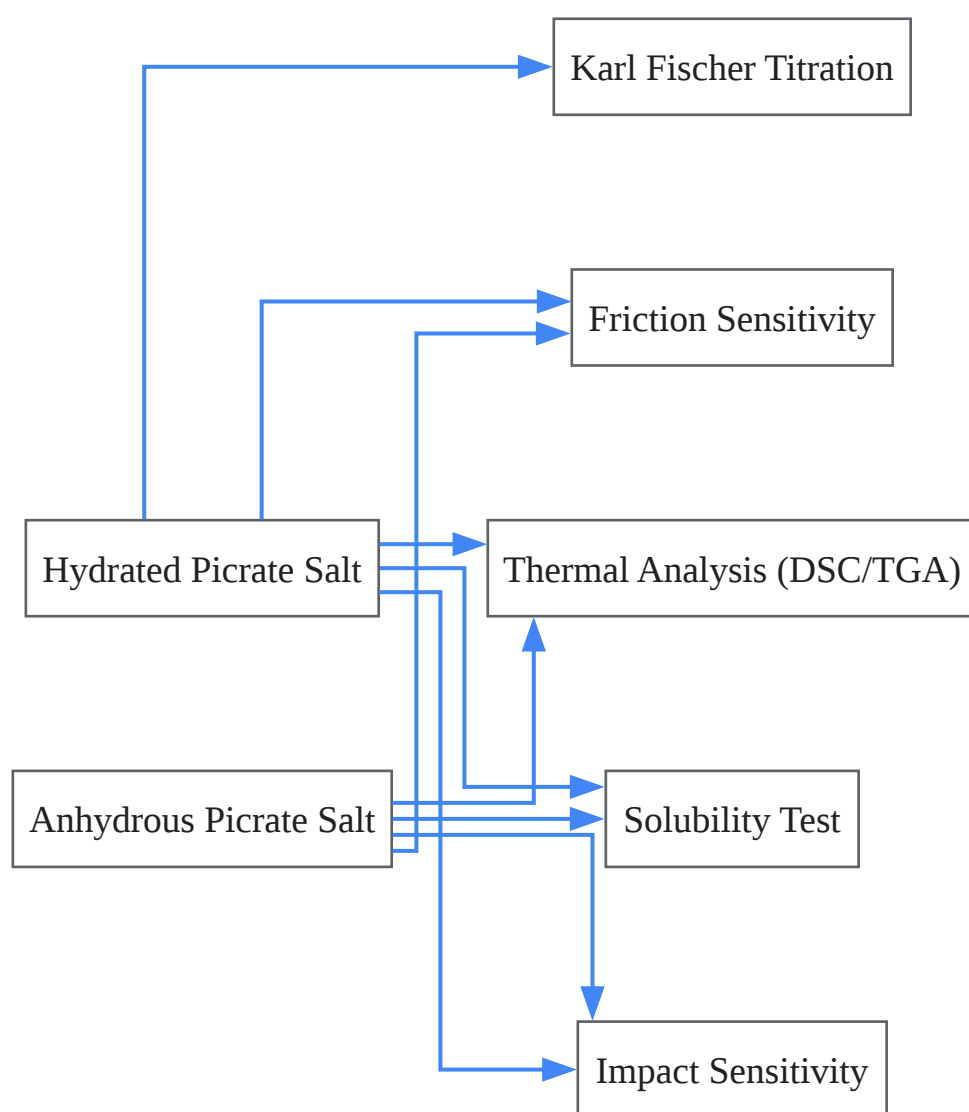 Karl Fischer Titration
Friction Sensitivity
Hydrated Picrate Salt
Thermal Analysis (DSC/TGA)
Anhydrous Picrate Salt
Solubility Test
Impact Sensitivity